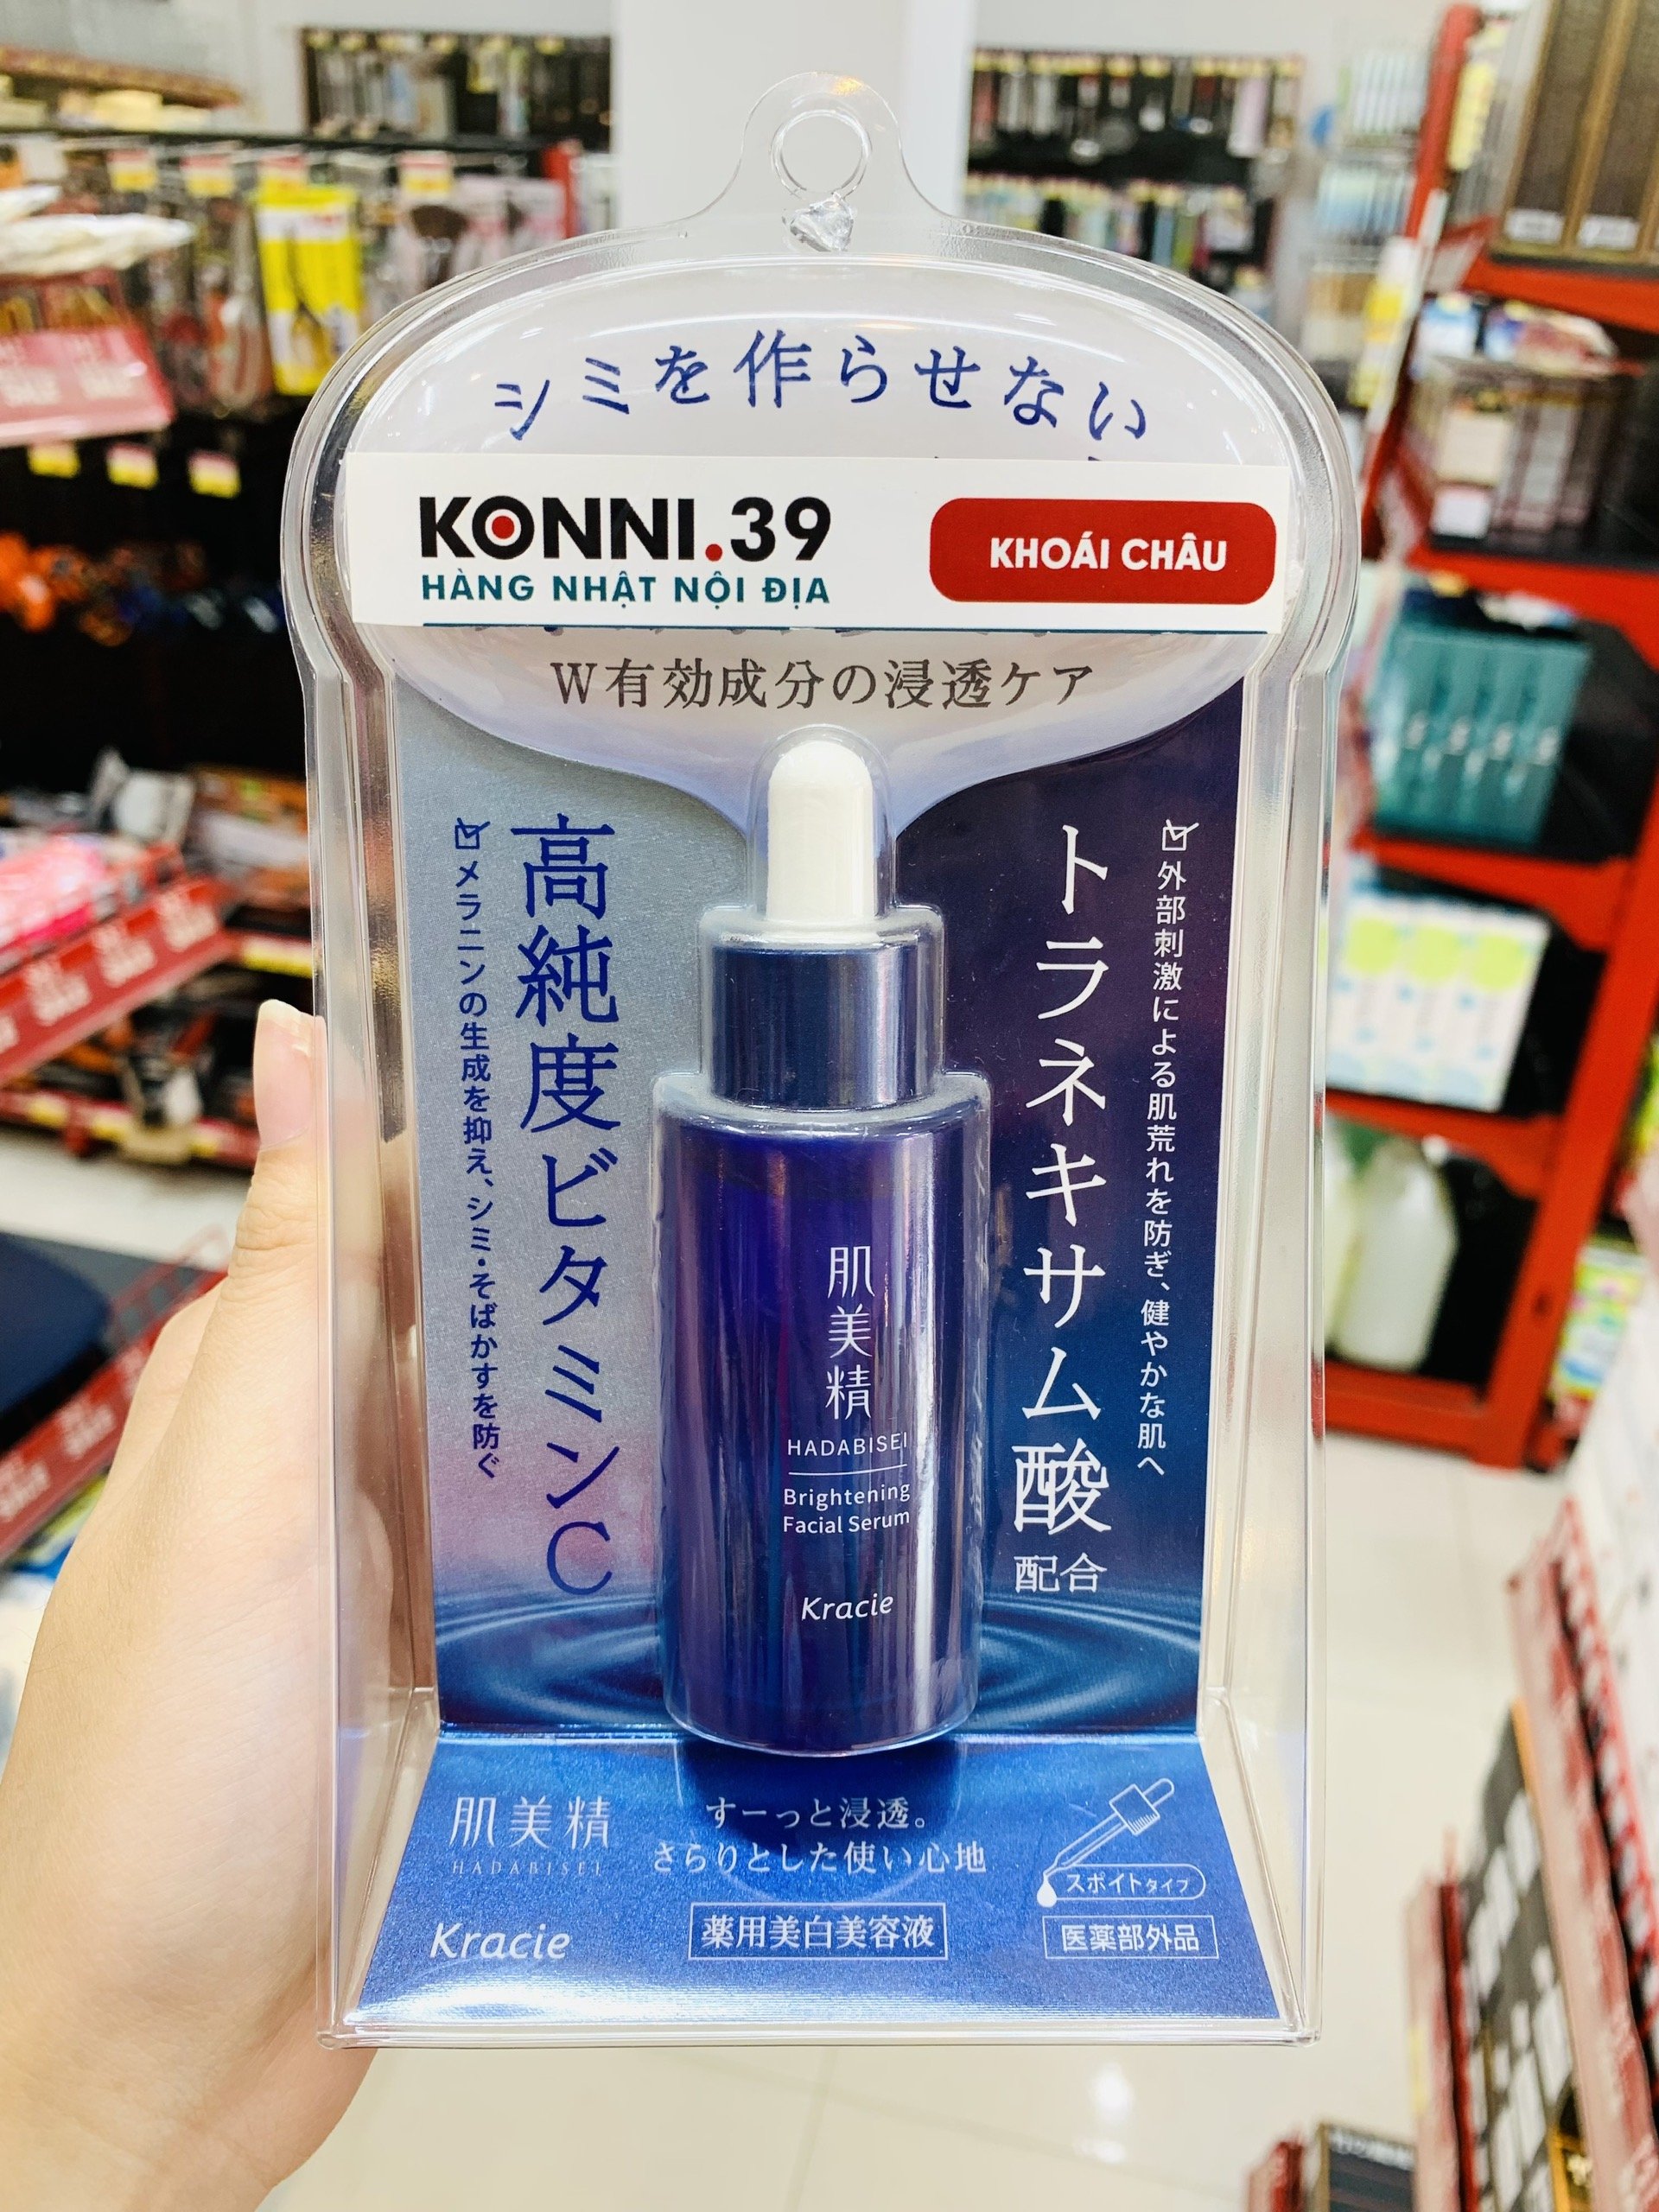 シミを作らせない
KONNI.39
HÀNG NHẬT NỘI ĐỊA
KHOÁI CHÂU
W有効成分の浸透ケア
トラネキサム酸
配合
外部刺激による肌荒れを防ぎ、健やかな肌へ
高純度ビタミンC
メラニンの生成を抑え、シミ・そばかすを防ぐ
肌美精
HADABISEI
Brightening
Facial Serum
Kracie
肌美精
HADABISEI
Kracie
すーっと浸透。
さらりとした使い心地
薬用美白美容液
スポイトタイプ
医薬部外品